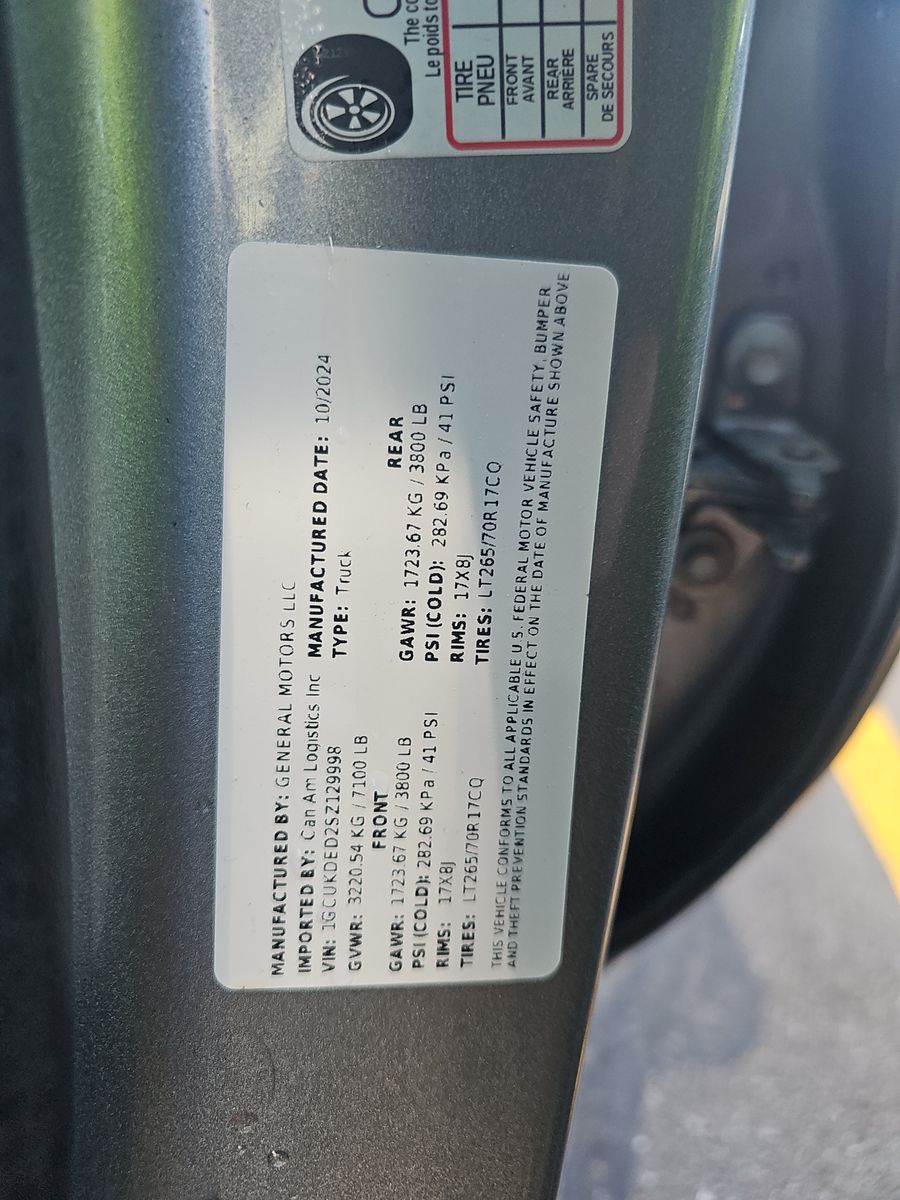 The
Le poids
TIRE
PNEU
FRONT
AVANT
REAR
ARRIÈRE
SPARE
DE SECOURS
MANUFACTURED BY: GENERAL MOTORS LLC
IMPORTED BY: Can Am Logistics Inc MANUFACTURED DATE: 10/2024
VIN: 1GCUKDED2SZ129998 TYPE: Truck
GVWR: 3220.54 KG / 7100 LB
FRONT REAR
GAWR: 1723.67 KG / 3800 LB GAWR: 1723.67 KG / 3800 LB
PSI (COLD): 282.69 KPa / 41 PSI PSI (COLD): 282.69 KPa / 41 PSI
RIMS: 17X8J RIMS: 17X8J
TIRES: LT265/70R17CQ TIRES: LT265/70R17CQ
THIS VEHICLE CONFORMS TO ALL APPLICABLE U.S. FEDERAL MOTOR VEHICLE SAFETY, BUMPER
AND THEFT PREVENTION STANDARDS IN EFFECT ON THE DATE OF MANUFACTURE SHOWN ABOVE